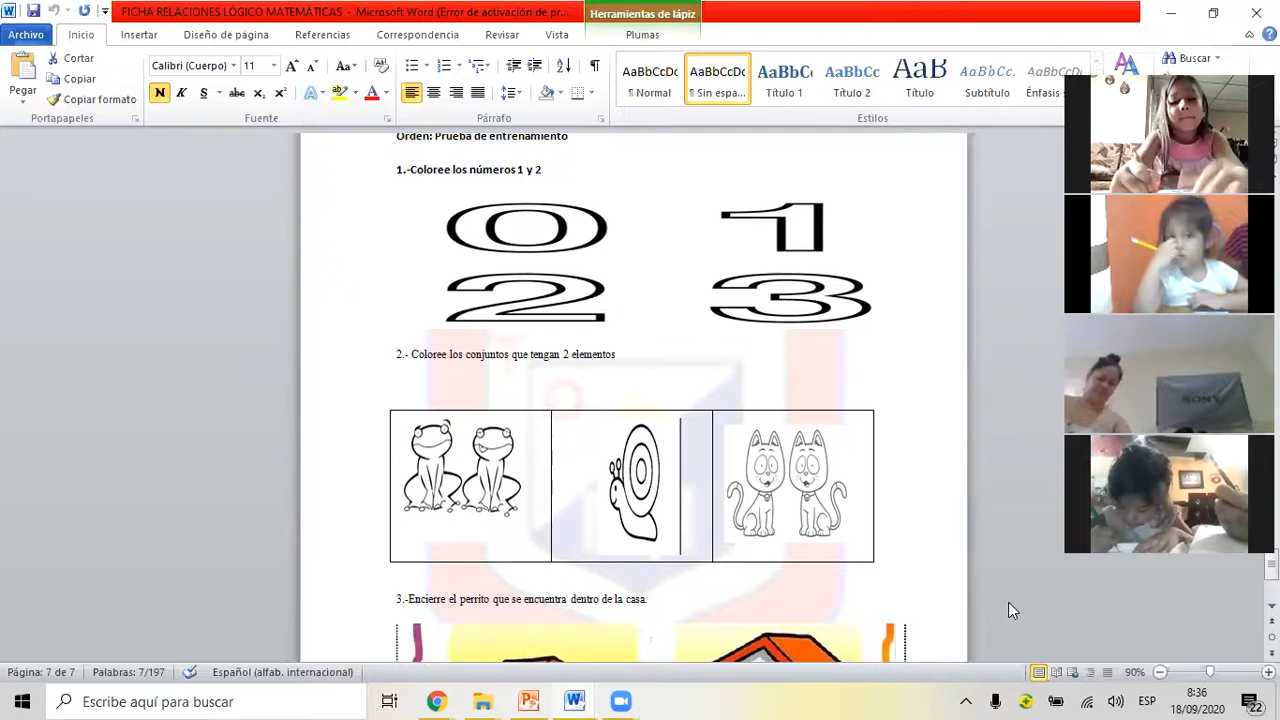 FICHA RELACIONES LÓGICO MATEMÁTICAS - Microsoft Word (Error de activación de pr...
Herramientas de lápiz
Archivo Inicio Insertar Diseño de página Referencias Correspondencia Revisar Vista Plumas
Cortar
Copiar
Copiar formato
Pegar
Portapapeles
Calibri (Cuerpo) 11
N K S abc x₂ x²
Fuente
Párrafo
AaBbCcDc AaBbCcDc AaBbC AaBbCc AaB AaBbCc AaBbCcDc
¶ Normal ¶ Sin espa... Título 1 Título 2 Título Subtítulo Énfasis
Estilos
Buscar
Orden: Prueba de entrenamiento
1.-Coloree los números 1 y 2
0 1
2 3
2.- Coloree los conjuntos que tengan 2 elementos
SONY
3.-Encierre el perrito que se encuentra dentro de la casa.
Página: 7 de 7 Palabras: 7/197 Español (alfab. internacional) 90%
Escribe aquí para buscar
ESP
8:36
18/09/2020
22